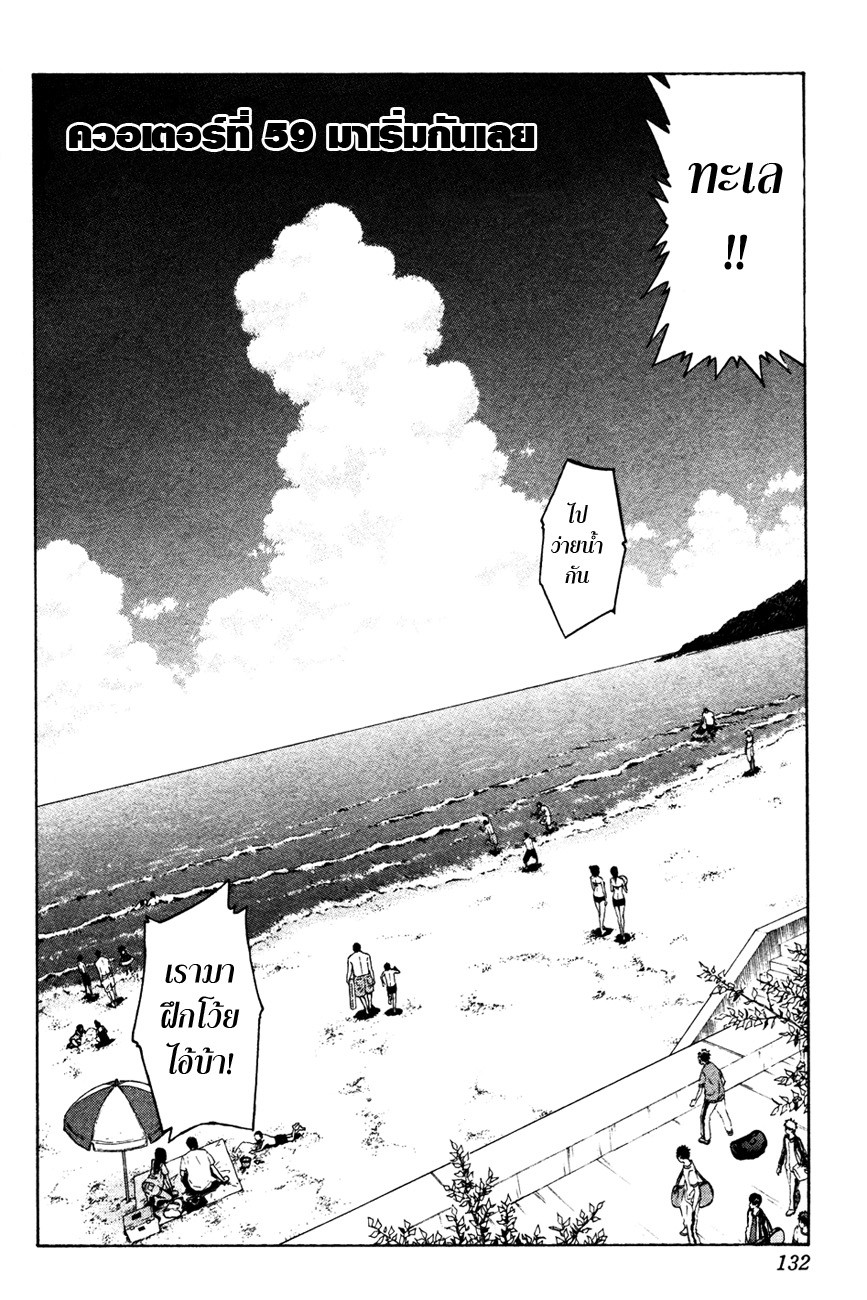 ควอเตอร์ที่ 59 มาเริ่มกันเลย
ทะเล
!!
ไป
ว่ายน้ำ
กัน
เรามา
ฝึกโว้ย
ไอ้บ้า!
132